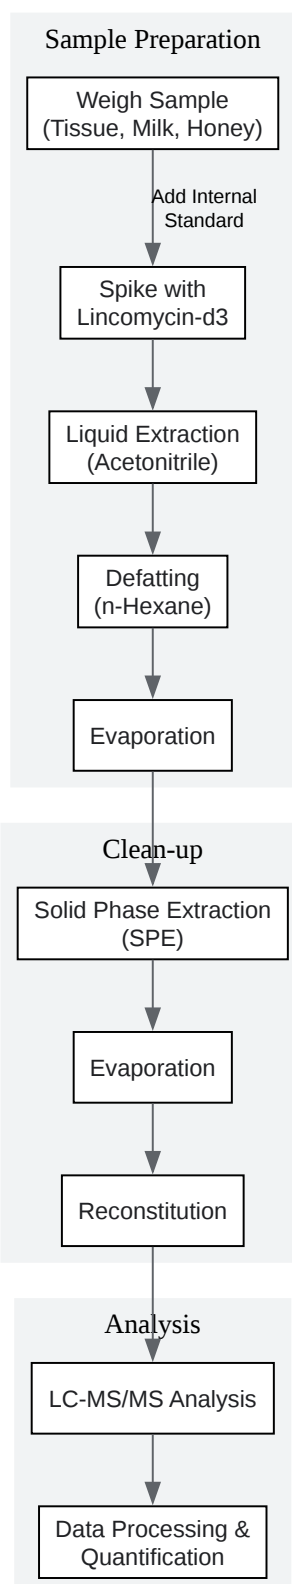 Sample Preparation
Weigh Sample
(Tissue, Milk, Honey)
Add Internal
Standard
Spike with
Lincomycin-d3
Liquid Extraction
(Acetonitrile)
Defatting
(n-Hexane)
Evaporation
Clean-up
Solid Phase Extraction
(SPE)
Evaporation
Reconstitution
Analysis
LC-MS/MS Analysis
Data Processing &
Quantification